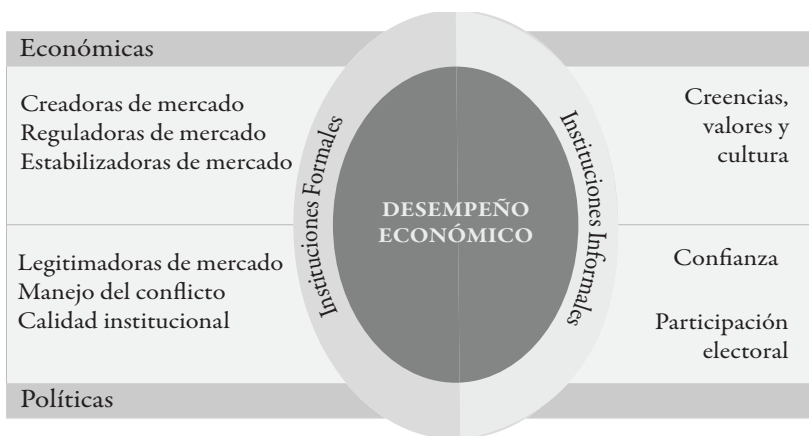 Económicas
Creadoras de mercado
Reguladoras de mercado
Estabilizadoras de mercado
Instituciones Formales
DESEMPEÑO
ECONÓMICO
Instituciones Informales
Creencias,
valores y
cultura
Legitimadoras de mercado
Manejo del conflicto
Calidad institucional
Confianza
Participación
electoral
Políticas